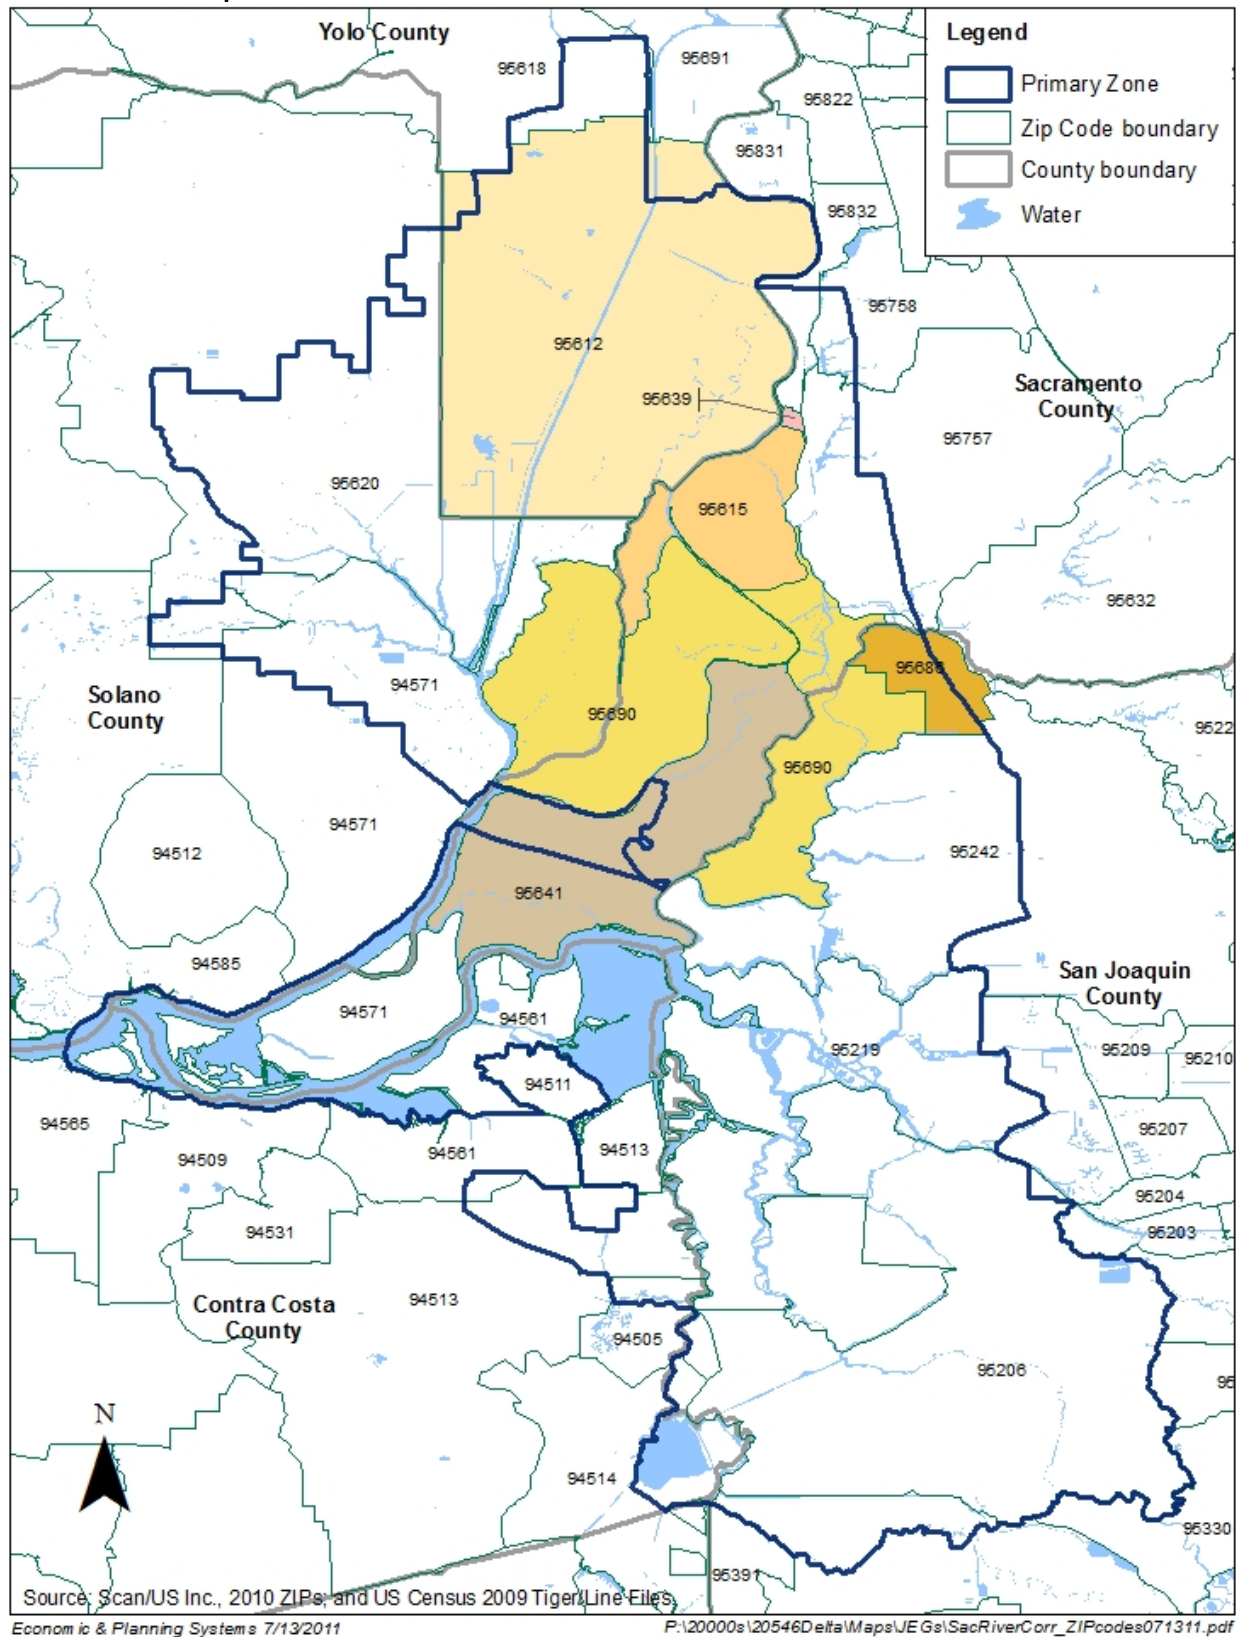 Yolo County
Legend
95618
95691
Primary Zone
95822
Zip Code boundary
95831
County boundary
95832
Water
95758
95612
Sacramento
County
95639
95757
95620
95615
95632
95686
94571
Solano
County
95690
9522
95690
94571
94512
95242
95641
94585
San Joaquin
County
94571
94561
95219
95209
95210
94511
94565
95207
94509
94561
94513
95204
94531
95203
94513
Contra Costa
County
94505
95206
95
N
94514
95330
95391
Source: Scan/US Inc., 2010 ZIPs; and US Census 2009 Tiger/Line Files.
Economic & Planning Systems 7/13/2011
P:\20000s\20546Delta\Maps\JEGs\SacRiverCorr_ZIPcodes071311.pdf